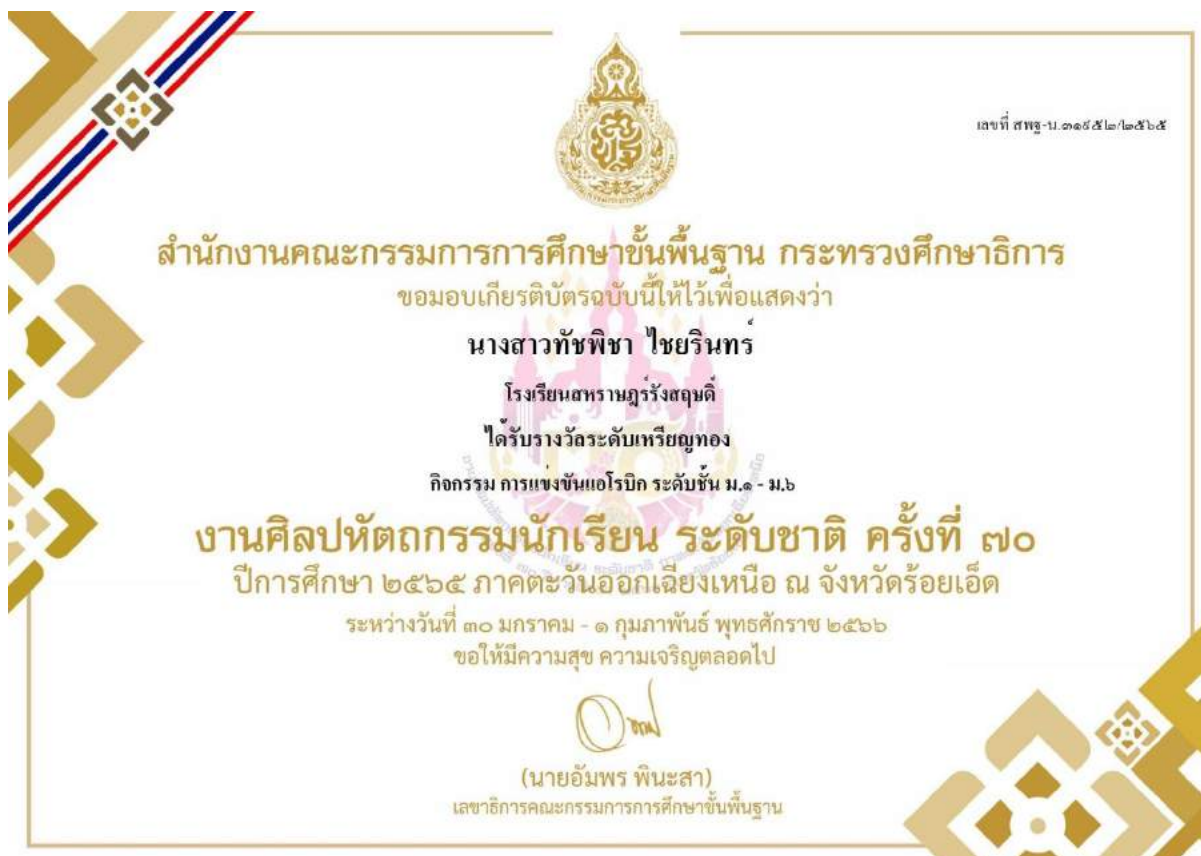 เลขที่ สพฐ-น.๓๑๙๕๒/๒๕๖๕
สำนักงานคณะกรรมการการศึกษาขั้นพื้นฐาน กระทรวงศึกษาธิการ
ขอมอบเกียรติบัตรฉบับนี้ให้ไว้เพื่อแสดงว่า
นางสาวทัชพิชา ไชยรินทร์
โรงเรียนสหราษฎร์รังสฤษดิ์
ได้รับรางวัลระดับเหรียญทอง
กิจกรรม การแข่งขันแอโรบิก ระดับชั้น ม.๑ - ม.๖
งานศิลปหัตถกรรมนักเรียน ระดับชาติ ครั้งที่ ๗๐
ปีการศึกษา ๒๕๖๕ ภาคตะวันออกเฉียงเหนือ ณ จังหวัดร้อยเอ็ด
ระหว่างวันที่ ๓๐ มกราคม - ๑ กุมภาพันธ์ พุทธศักราช ๒๕๖๖
ขอให้มีความสุข ความเจริญตลอดไป
(นายอัมพร พินะสา)
เลขาธิการคณะกรรมการการศึกษาขั้นพื้นฐาน